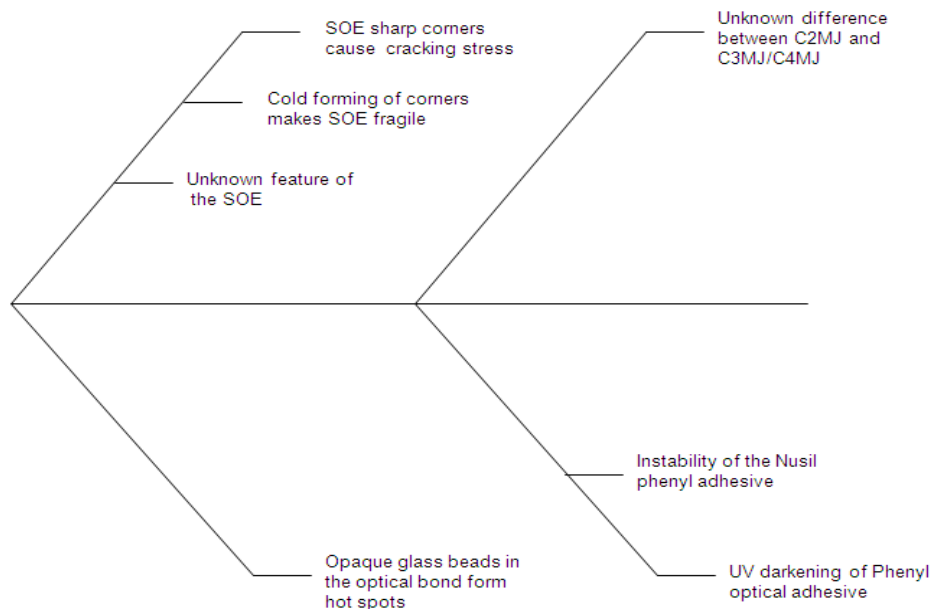 SOE sharp corners
cause cracking stress
Cold forming of corners
makes SOE fragile
Unknown feature of
the SOE
Unknown difference
between C2MJ and
C3MJ/C4MJ
Opaque glass beads in
the optical bond form
hot spots
Instability of the Nusil
phenyl adhesive
UV darkening of Phenyl
optical adhesive